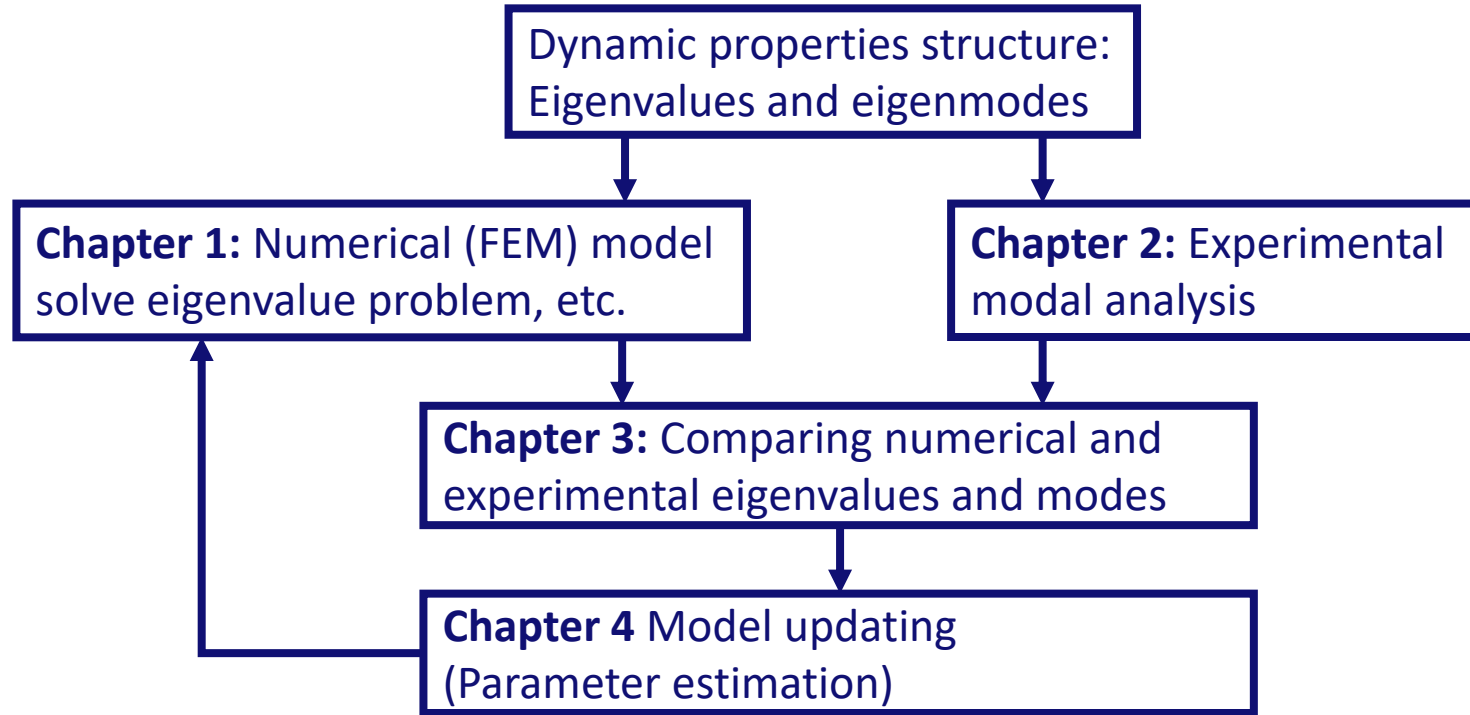 Dynamic properties structure:
Eigenvalues and eigenmodes
Chapter 1: Numerical (FEM) model
solve eigenvalue problem, etc.
Chapter 2: Experimental
modal analysis
Chapter 3: Comparing numerical and
experimental eigenvalues and modes
Chapter 4 Model updating
(Parameter estimation)